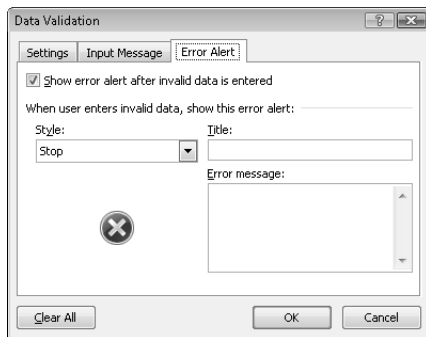 Data Validation
Settings Input Message Error Alert
Show error alert after invalid data is entered
When user enters invalid data, show this error alert:
Style: Title:
Stop
Error message:
Clear All OK Cancel